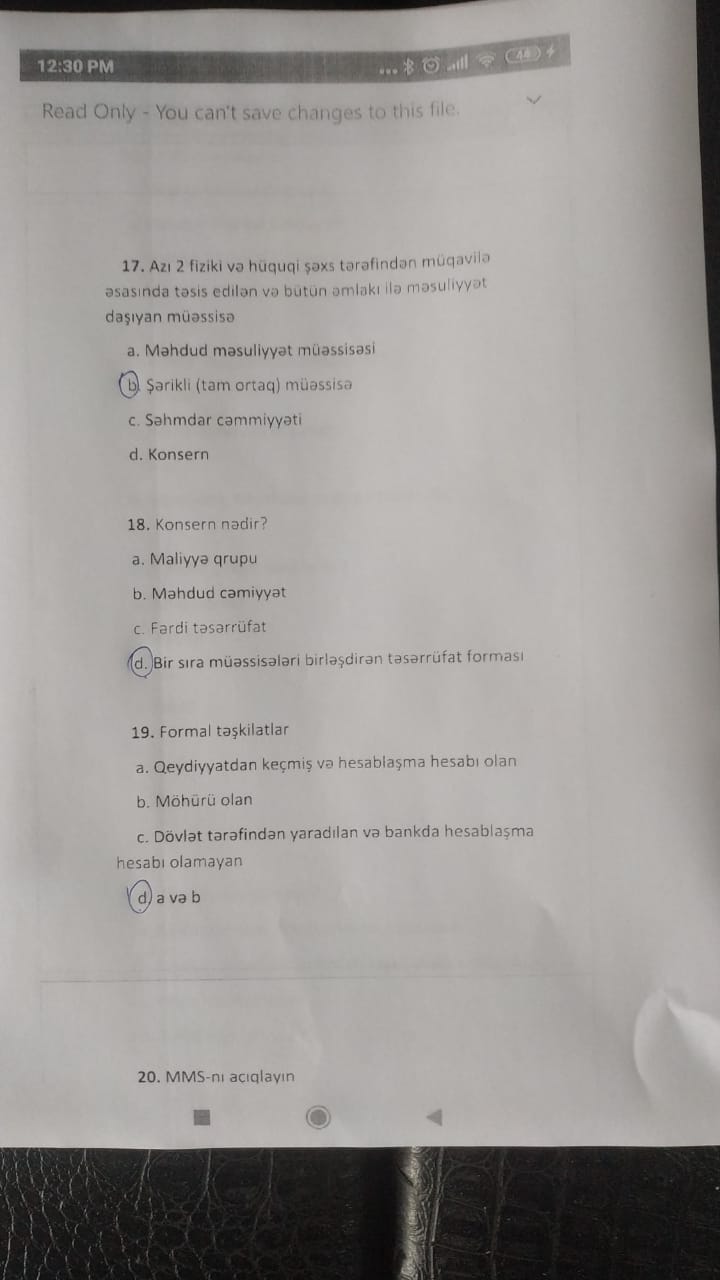 12:30 PM
44
Read Only - You can't save changes to this file.
17. Azı 2 fiziki və hüquqi şəxs tərəfindən müqavilə
əsasında təsis edilən və bütün əmlakı ilə məsuliyyət
daşıyan müəssisə
a. Məhdud məsuliyyət müəssisəsi
b. Şərikli (tam ortaq) müəssisə
c. Səhmdar cəmmiyyəti
d. Konsern
18. Konsern nədir?
a. Maliyyə qrupu
b. Məhdud cəmiyyət
c. Fərdi təsərrüfat
d. Bir sıra müəssisələri birləşdirən təsərrüfat forması
19. Formal təşkilatlar
a. Qeydiyyatdan keçmiş və hesablaşma hesabı olan
b. Möhürü olan
c. Dövlət tərəfindən yaradılan və bankda hesablaşma
hesabı olamayan
d. a və b
20. MMS-nı açıqlayın